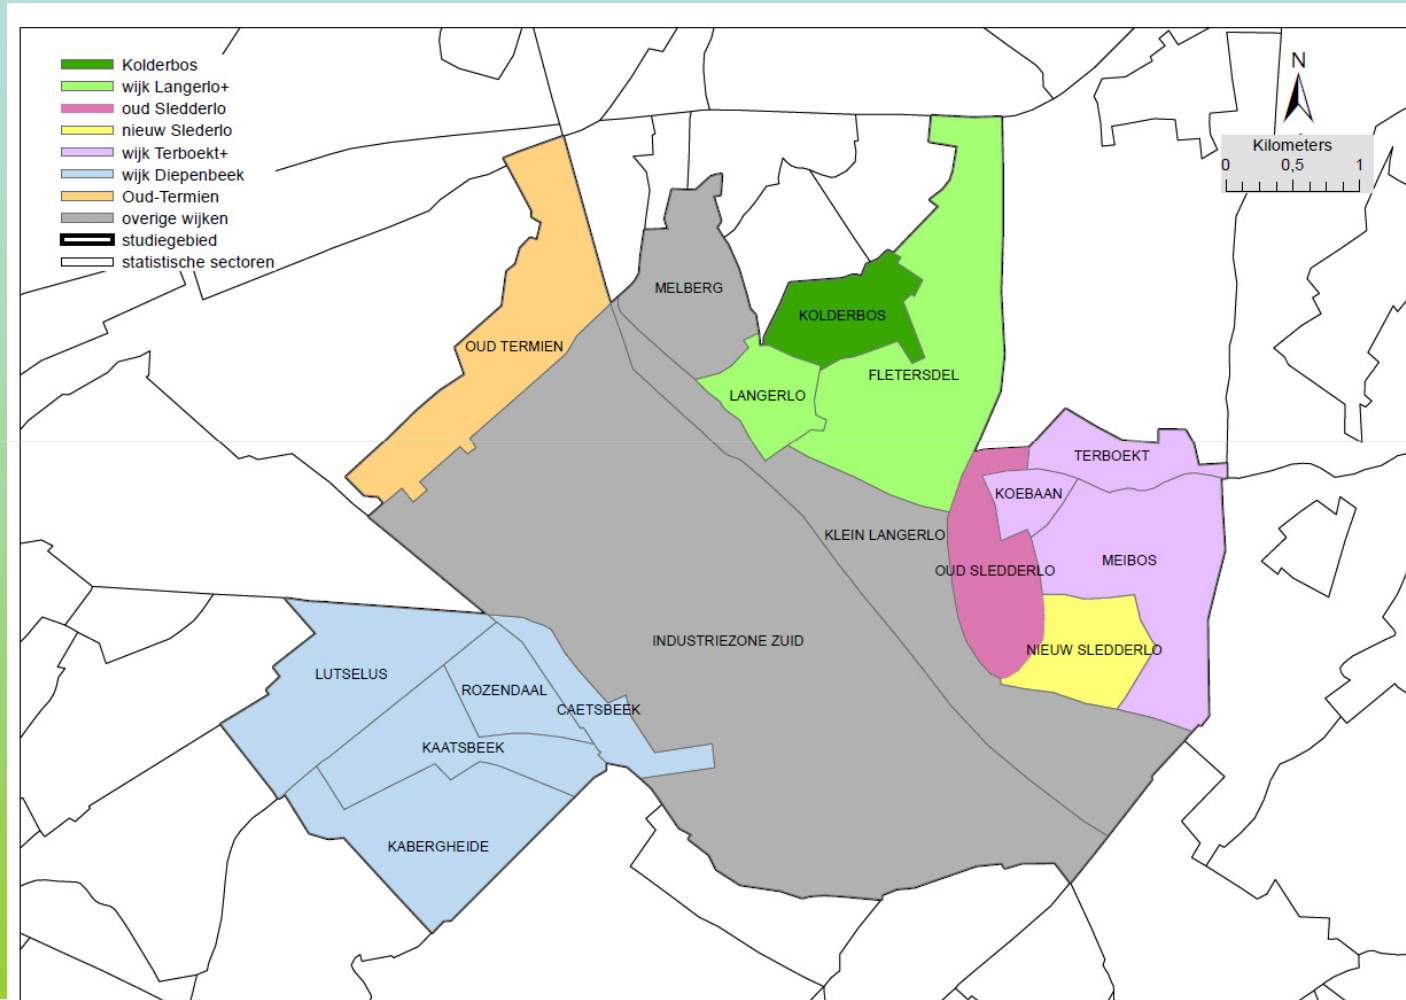 Kolderbos
wijk Langerlo+
oud Sledderlo
nieuw Slederlo
wijk Terboekt+
wijk Diepenbeek
Oud-Termien
overige wijken
studiegebied
statistische sectoren
N
Kilometers
0 0,5 1
MELBERG
KOLDERBOS
OUD TERMIEN
FLETERSDEL
LANGERLO
TERBOEKT
KOEBAAN
KLEIN LANGERLO
MEIBOS
OUD SLEDDERLO
INDUSTRIEZONE ZUID
NIEUW SLEDDERLO
LUTSELUS
ROZENDAAL
CAETSBEEK
KAATSBEEK
KABERGHEIDE